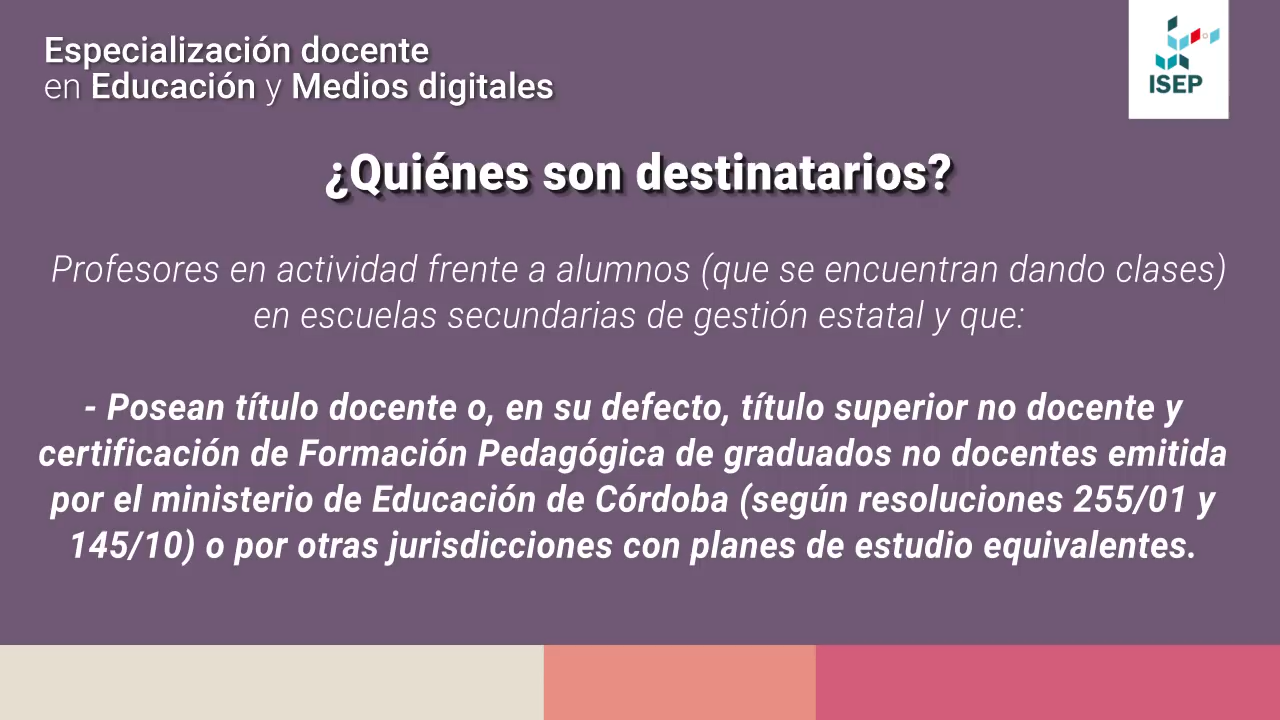 Especialización docente
en Educación y Medios digitales
ISEP
¿Quiénes son destinatarios?
Profesores en actividad frente a alumnos (que se encuentran dando clases)
en escuelas secundarias de gestión estatal y que:
- Posean título docente o, en su defecto, título superior no docente y
certificación de Formación Pedagógica de graduados no docentes emitida
por el ministerio de Educación de Córdoba (según resoluciones 255/01 y
145/10) o por otras jurisdicciones con planes de estudio equivalentes.